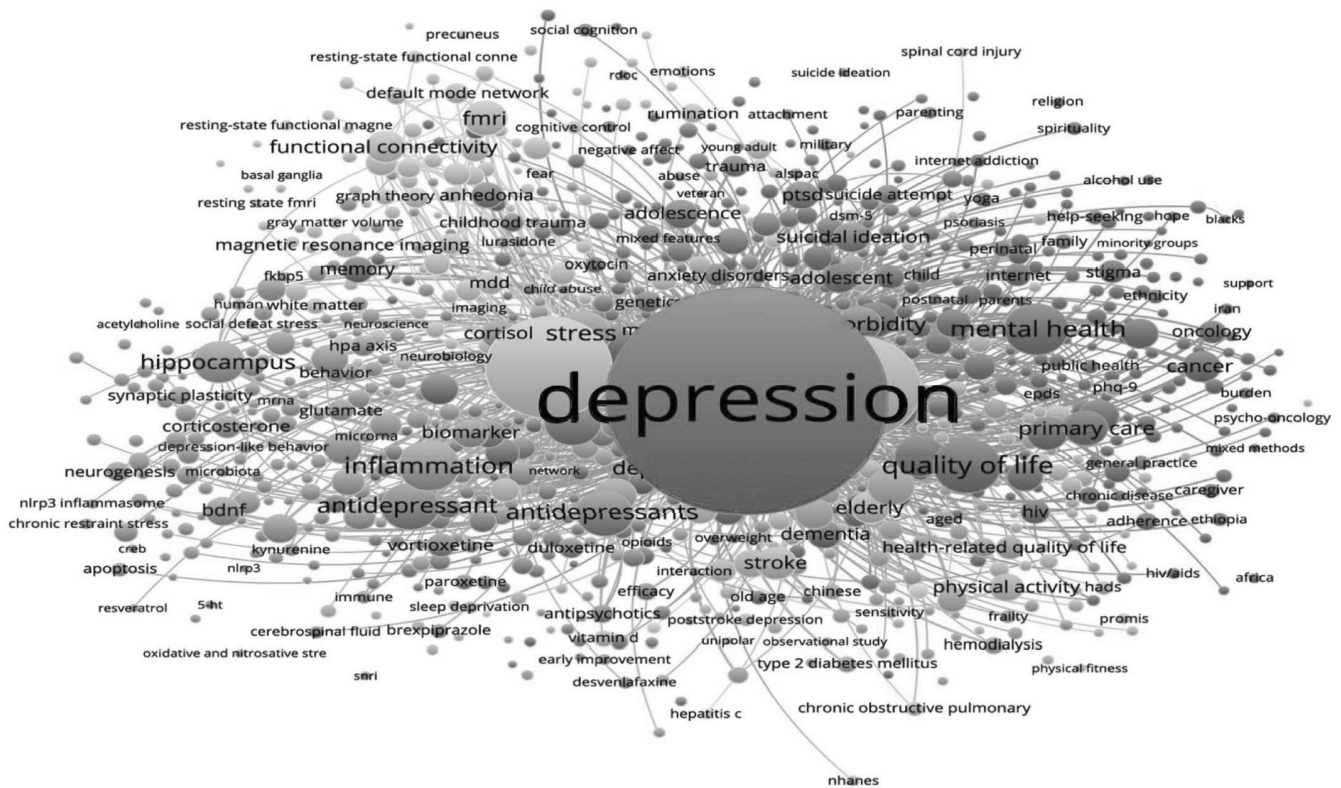 precuneus
social cognition
resting-state functional conne
rdoc
emotions
suicide ideation
spinal cord injury
default mode network
fmri
rumination
attachment
parenting
religion
resting-state functional magne
cognitive control
spirituality
functional connectivity
negative affect
young adult
military
internet addiction
basal ganglia
fear
abuse
trauma
alspac
alcohol use
resting state fmri
graph theory
anhedonia
veteran
ptsd
suicide attempt
yoga
gray matter volume
childhood trauma
adolescence
dsm-5
psoriasis
help-seeking
hope
blacks
magnetic resonance imaging
lurasidone
mixed features
suicidal ideation
perinatal
family
minority groups
fkbp5
memory
oxytocin
anxiety disorders
adolescent
child
internet
stigma
support
mdd
child abuse
human
white matter
imaging
genetics
postnatal
parents
ethnicity
iran
acetylcholine
social defeat stress
neuroscience
cortisol
stress
m
orbidity
mental health
oncology
hpa axis
neurobiology
hippocampus
behavior
public health
cancer
synaptic plasticity
mrna
glutamate
depression
epds
phq-9
burden
corticosterone
microrna
biomarker
primary care
psycho-oncology
depression-like behavior
mixed methods
neurogenesis
microbiota
inflammation
network
de
quality of life
general practice
nlrp3 inflammasome
bdnf
antidepressant
antidepressants
elderly
chronic disease
caregiver
chronic restraint stress
aged
hiv
adherence
ethiopia
creb
kynurenine
vortioxetine
duloxetine
opioids
overweight
dementia
health-related quality of life
apoptosis
nlrp3
interaction
stroke
hiv/aids
africa
paroxetine
physical activity
hads
resveratrol
5-ht
immune
sleep deprivation
efficacy
old age
chinese
antipsychotics
poststroke depression
sensitivity
frailty
promis
cerebrospinal fluid
brexpiprazole
vitamin d
unipolar
observational study
hemodialysis
oxidative and nitrosative stre
early improvement
type 2 diabetes mellitus
physical fitness
snri
desvenlafaxine
hepatitis c
chronic obstructive pulmonary
nhanes